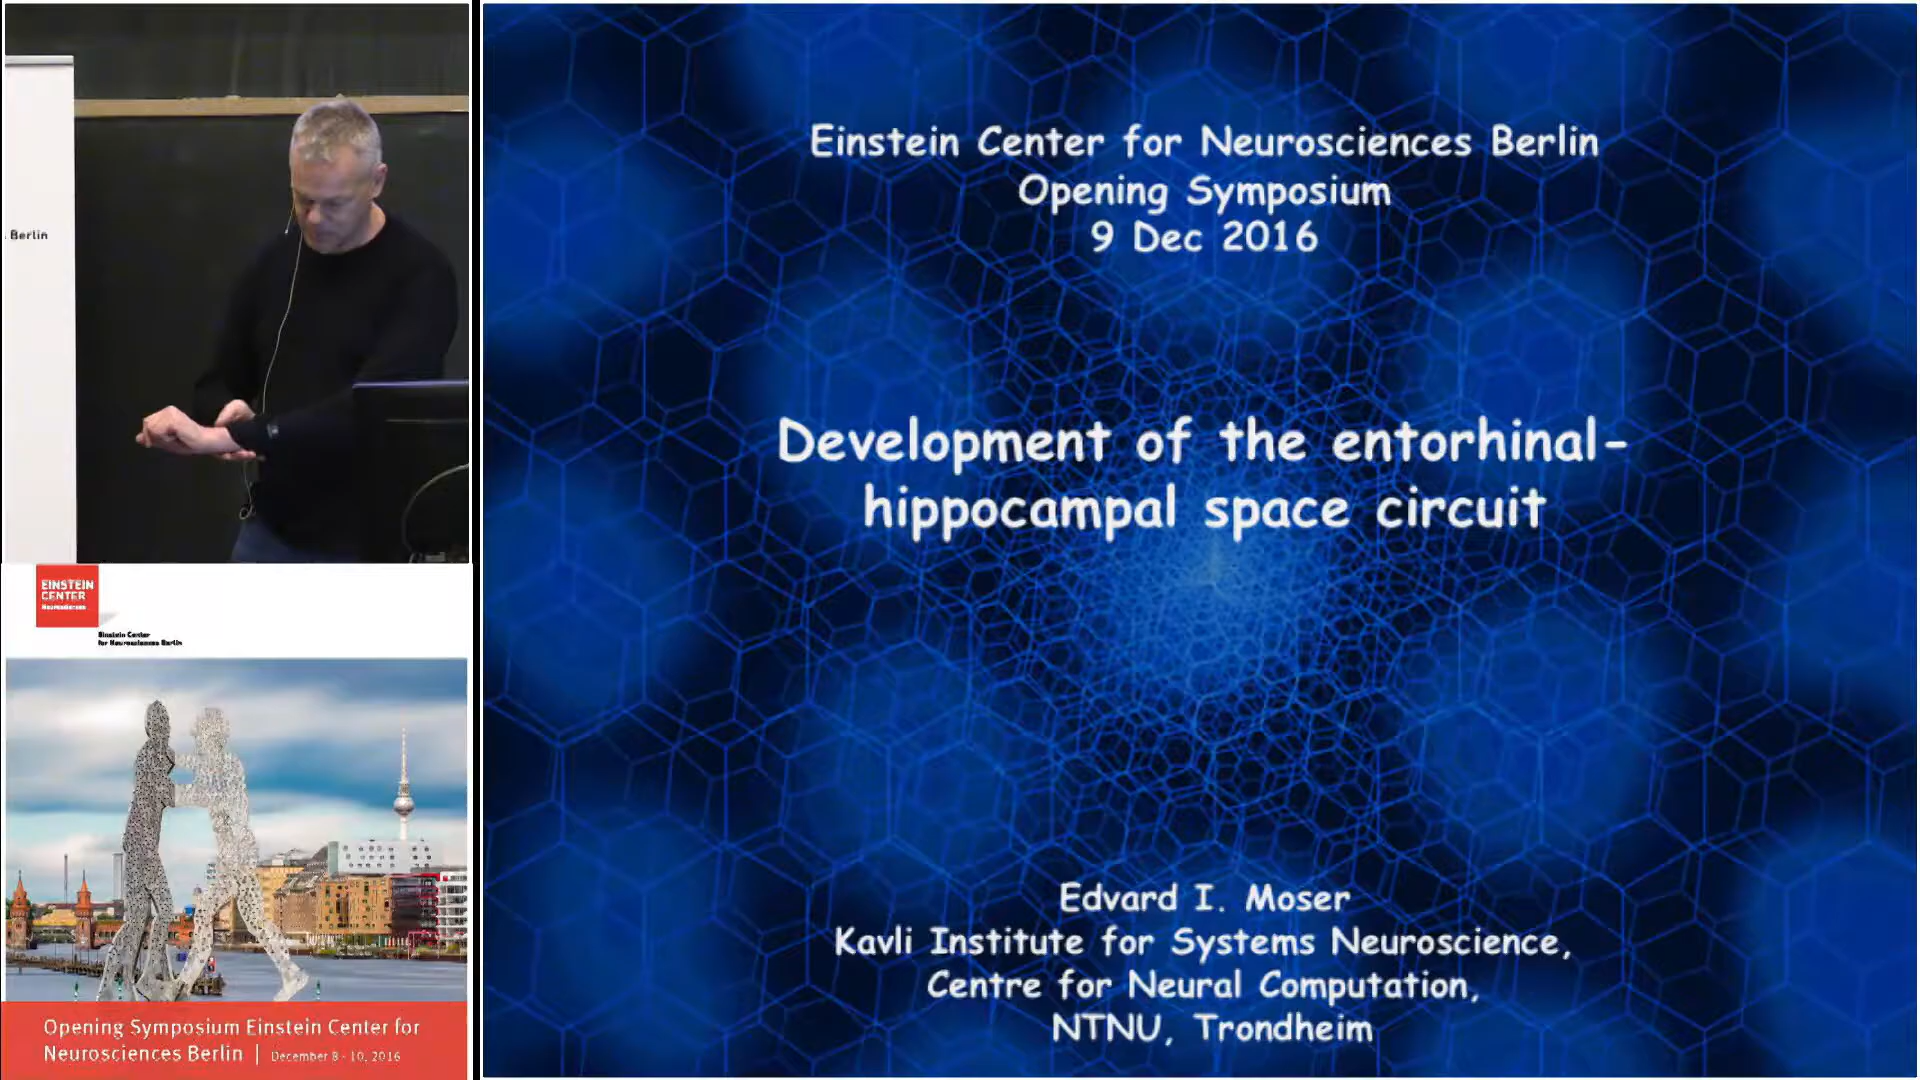 . Berlin
EINSTEIN
CENTER
Neurosciences
Einstein Center
for Neurosciences Berlin
Opening Symposium Einstein Center for
Neurosciences Berlin | December 8 - 10, 2016
Einstein Center for Neurosciences Berlin
Opening Symposium
9 Dec 2016
Development of the entorhinal-
hippocampal space circuit
Edvard I. Moser
Kavli Institute for Systems Neuroscience,
Centre for Neural Computation,
NTNU, Trondheim